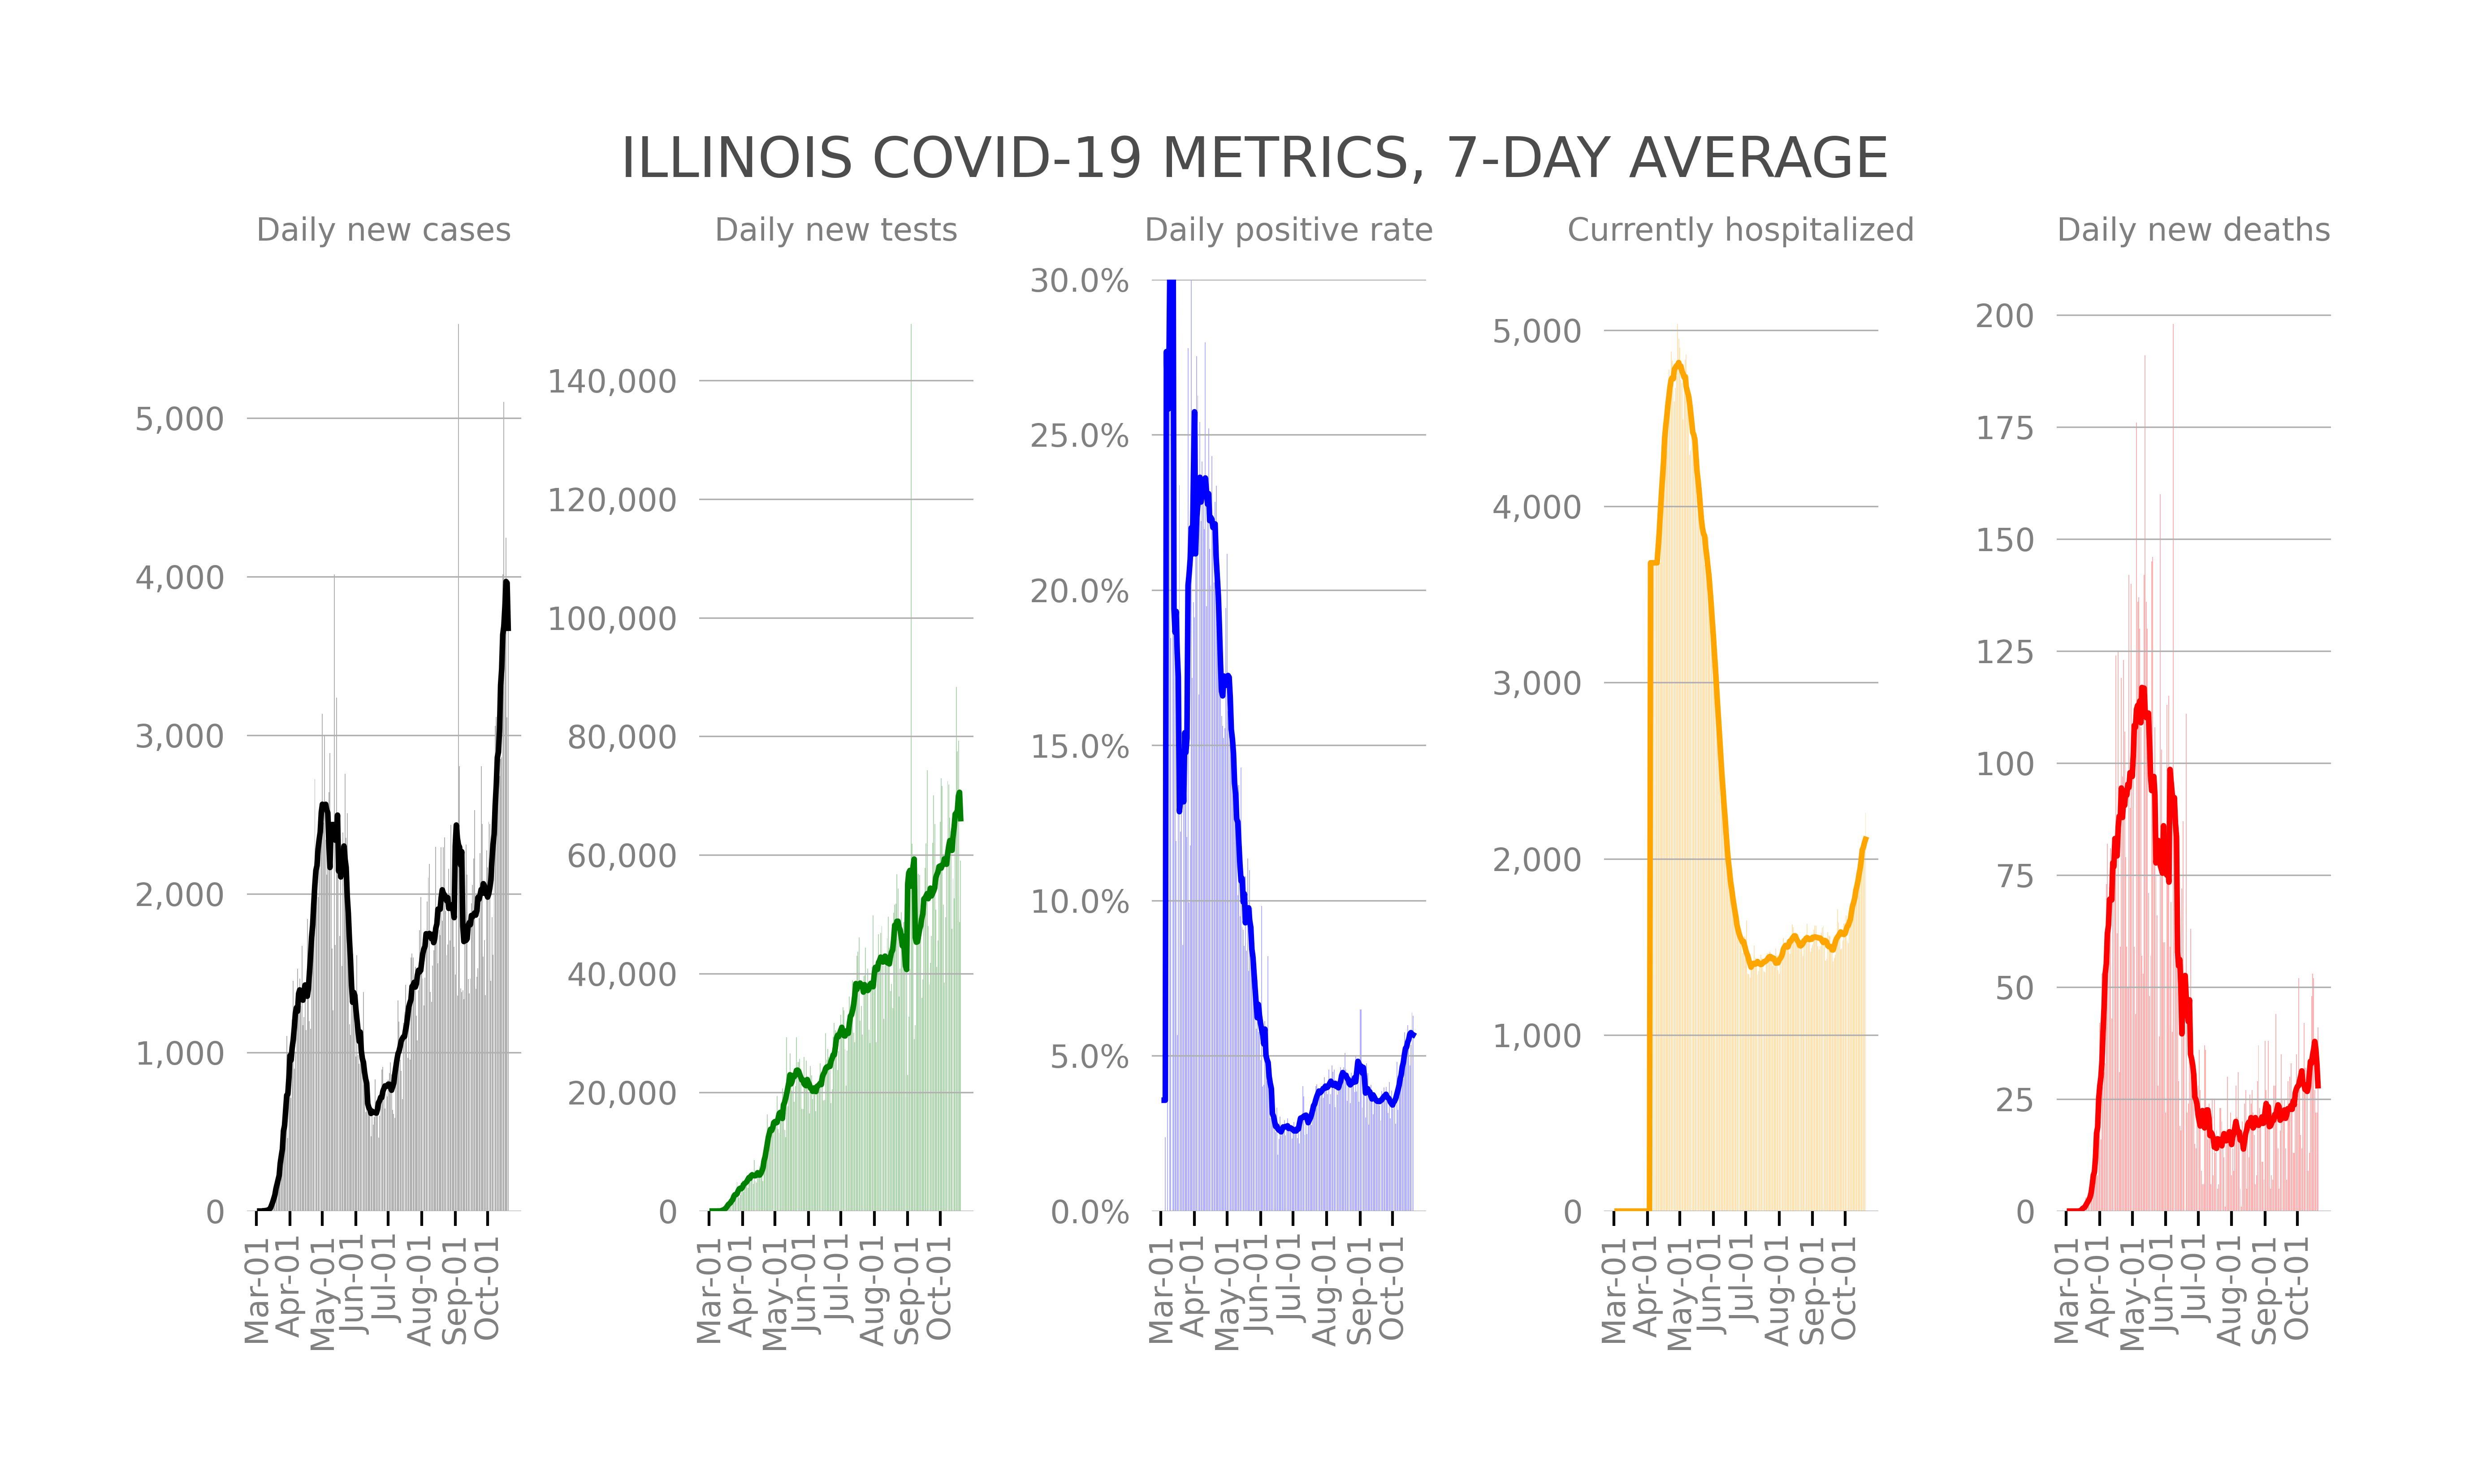 ILLINOIS COVID-19 METRICS, 7-DAY AVERAGE
Daily new cases
5,000
4,000
3,000
2,000
1,000
0
Mar-01
Apr-01
May-01
Jun-01
Jul-01
Aug-01
Sep-01
Oct-01
Daily new tests
140,000
120,000
100,000
80,000
60,000
40,000
20,000
0
Mar-01
Apr-01
May-01
Jun-01
Jul-01
Aug-01
Sep-01
Oct-01
Daily positive rate
30.0%
25.0%
20.0%
15.0%
10.0%
5.0%
0.0%
Mar-01
Apr-01
May-01
Jun-01
Jul-01
Aug-01
Sep-01
Oct-01
Currently hospitalized
5,000
4,000
3,000
2,000
1,000
0
Mar-01
Apr-01
May-01
Jun-01
Jul-01
Aug-01
Sep-01
Oct-01
Daily new deaths
200
175
150
125
100
75
50
25
0
Mar-01
Apr-01
May-01
Jun-01
Jul-01
Aug-01
Sep-01
Oct-01